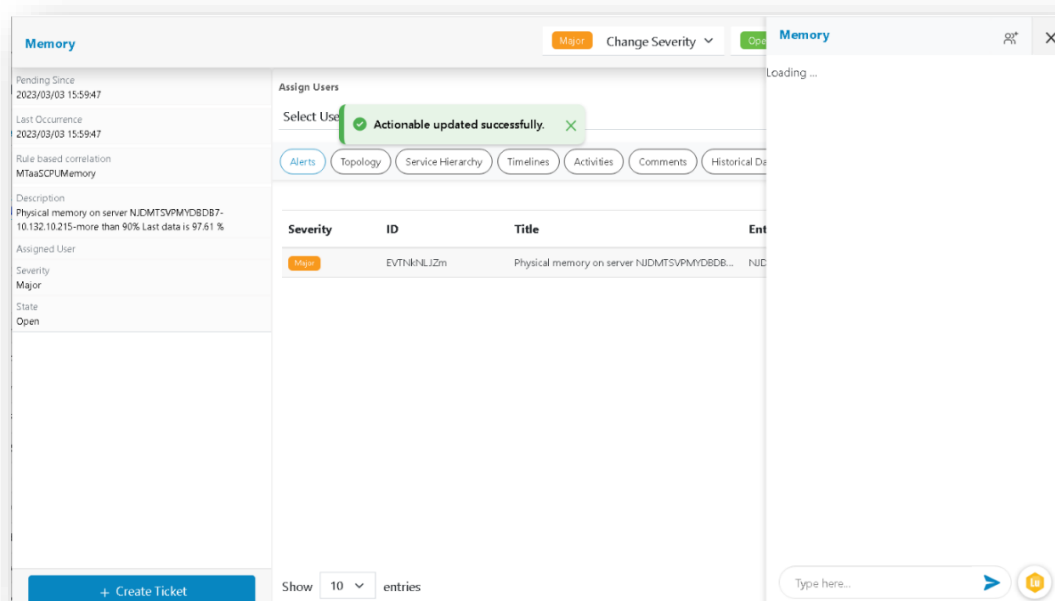 Memory
Major Change Severity
Ope
Memory
Pending Since
2023/03/03 15:59:47
Last Occurrence
2023/03/03 15:59:47
Rule based correlation
MTaaSCPUMemory
Description
Physical memory on server NJDMTSVPMYDBDB7-
10.132.10.215-more than 90% Last data is 97.61 %
Assigned User
Severity
Major
State
Open
+ Create Ticket
Assign Users
Select Use
Actionable updated successfully.
Alerts Topology Service Hierarchy Timelines Activities Comments Historical Da
Severity ID Title Ent
Major EVTNkNLJZm Physical memory on server NJDMTSVPMYDBDB... NJD
Show 10 entries
Loading ...
Type here...